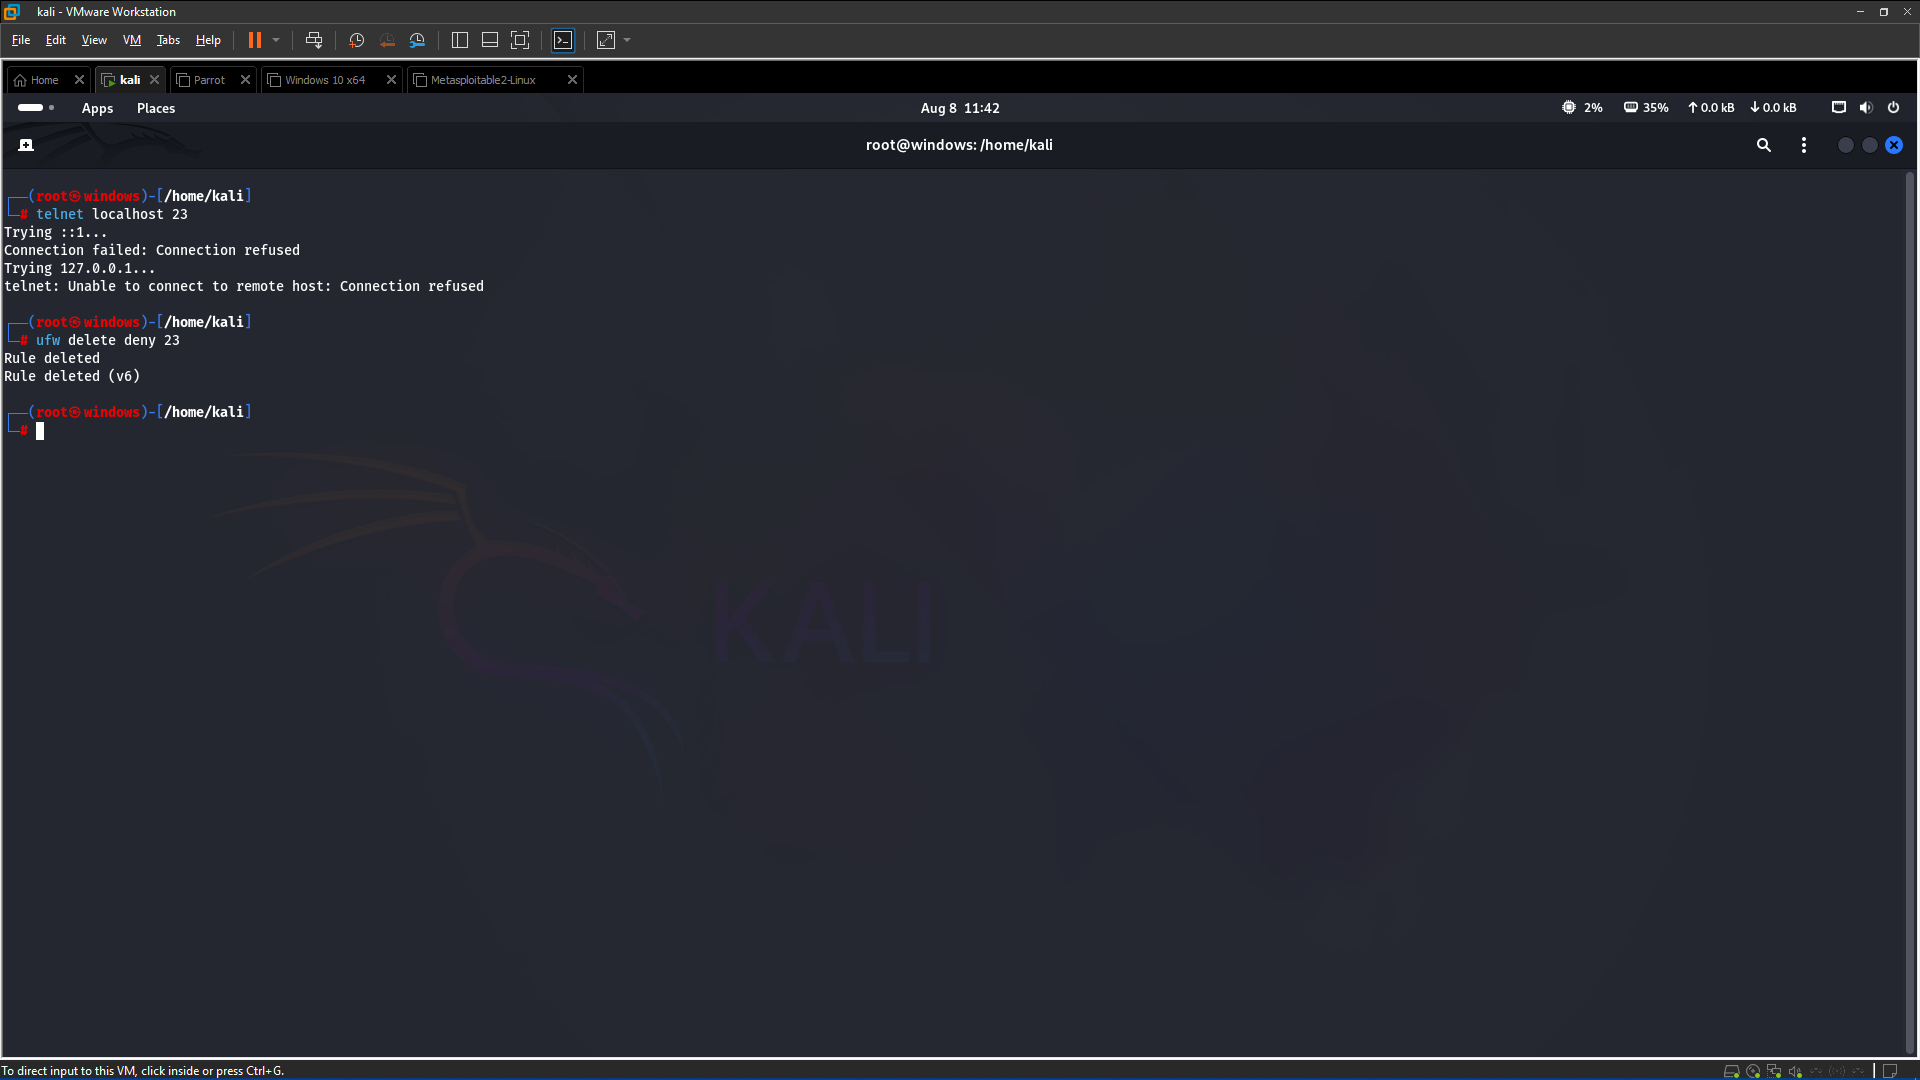 kali - VMware Workstation
File Edit View VM Tabs Help
Home kali Parrot Windows 10 x64 Metasploitable2-Linux
Apps Places Aug 8 11:42 2% 35% ↑0.0 kB ↓0.0 kB
root@windows: /home/kali
┌──(root㉿windows)-[/home/kali]
└─# telnet localhost 23
Trying ::1...
Connection failed: Connection refused
Trying 127.0.0.1...
telnet: Unable to connect to remote host: Connection refused
┌──(root㉿windows)-[/home/kali]
└─# ufw delete deny 23
Rule deleted
Rule deleted (v6)
┌──(root㉿windows)-[/home/kali]
└─#
KALI
To direct input to this VM, click inside or press Ctrl+G.